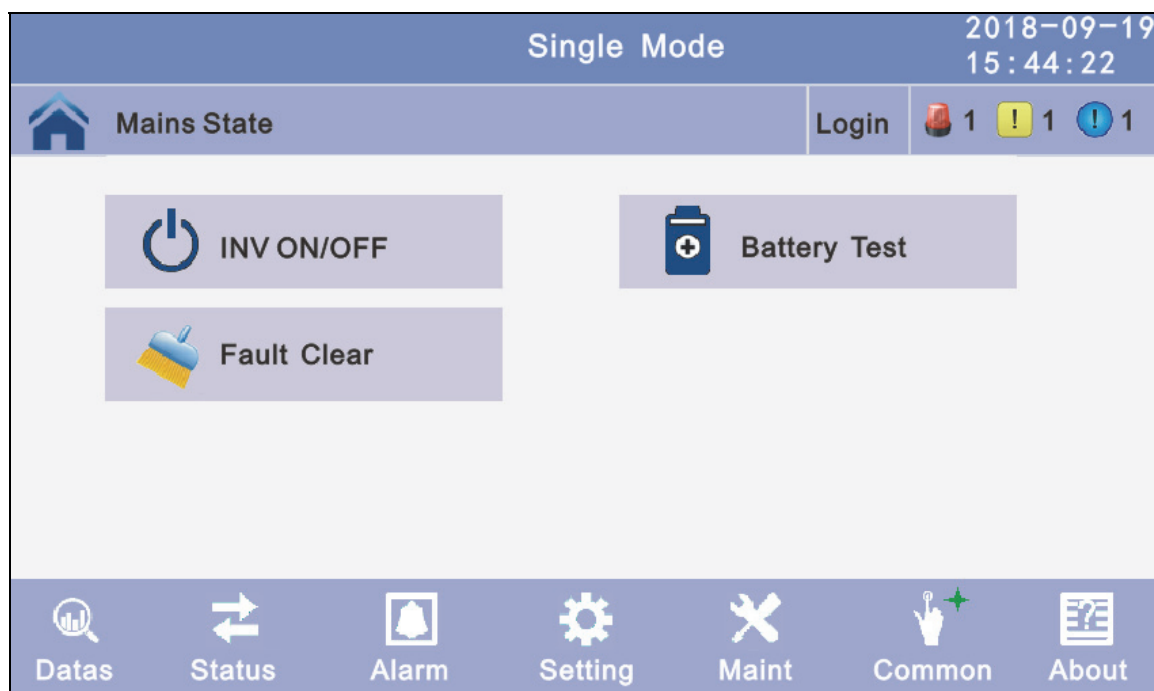 Single Mode
2018-09-19
15:44:22
Mains State
Login
1
! 1
! 1
INV ON/OFF
Battery Test
Fault Clear
Datas
Status
Alarm
Setting
Maint
Common
?
About